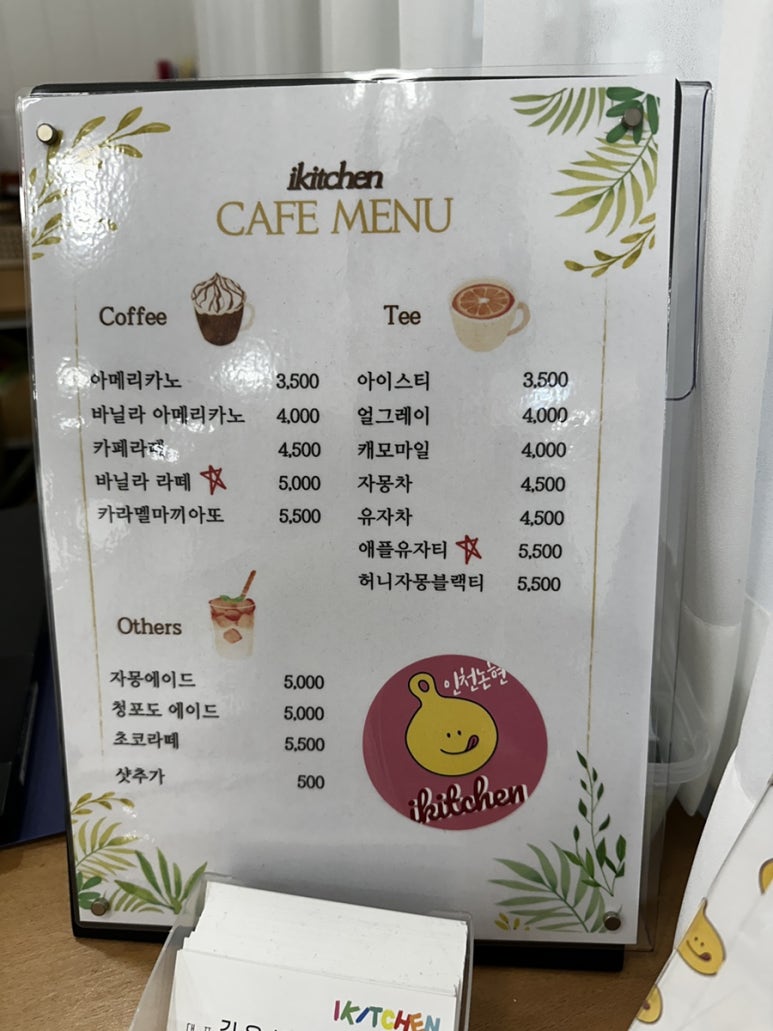 ikitchen
CAFE MENU
Coffee
아메리카노 3,500
바닐라 아메리카노 4,000
카페라떼 4,500
바닐라 라떼 5,000
카라멜마끼아또 5,500
Tee
아이스티 3,500
얼그레이 4,000
캐모마일 4,000
자몽차 4,500
유자차 4,500
애플유자티 5,500
허니자몽블랙티 5,500
Others
자몽에이드 5,000
청포도 에이드 5,000
초코라떼 5,500
샷추가 500
인천논현
ikitchen
IKITCHEN
대표